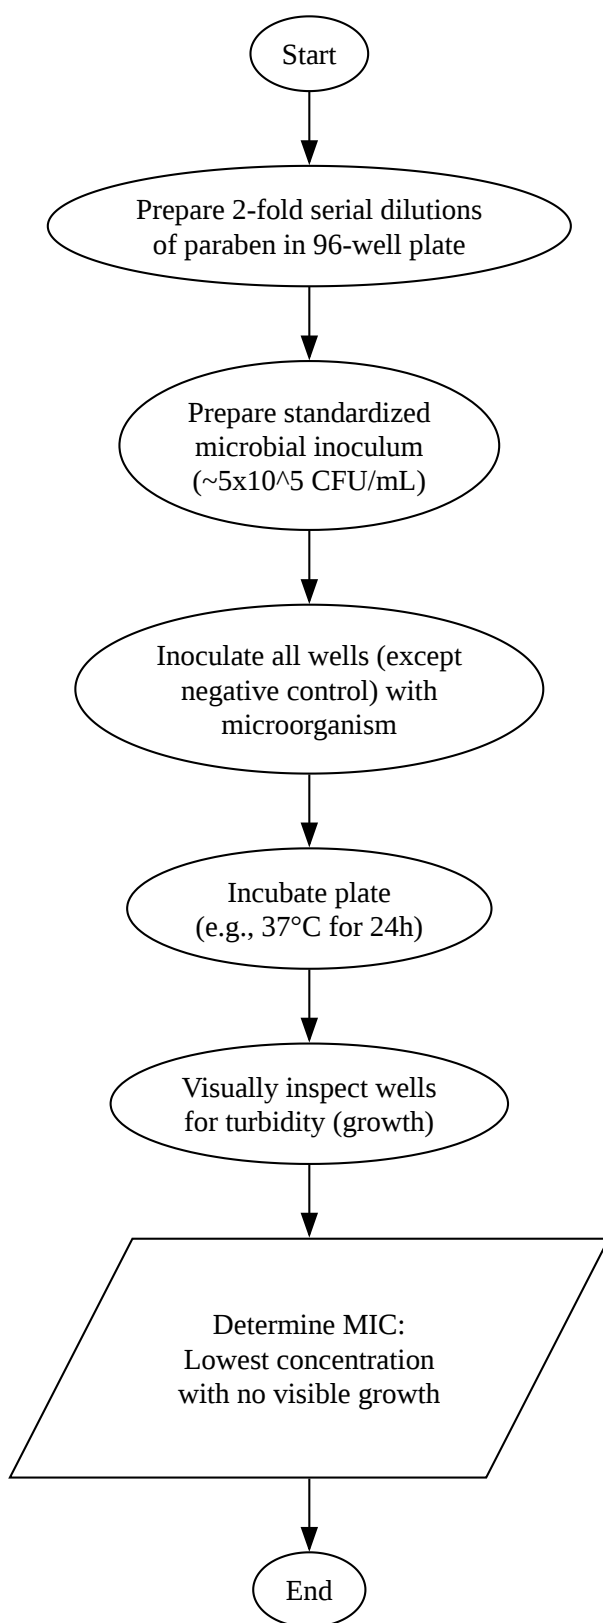 Start
Prepare 2-fold serial dilutions
of paraben in 96-well plate
Prepare standardized
microbial inoculum
(~5x10^5 CFU/mL)
Inoculate all wells (except
negative control) with
microorganism
Incubate plate
(e.g., 37°C for 24h)
Visually inspect wells
for turbidity (growth)
Determine MIC:
Lowest concentration
with no visible growth
End